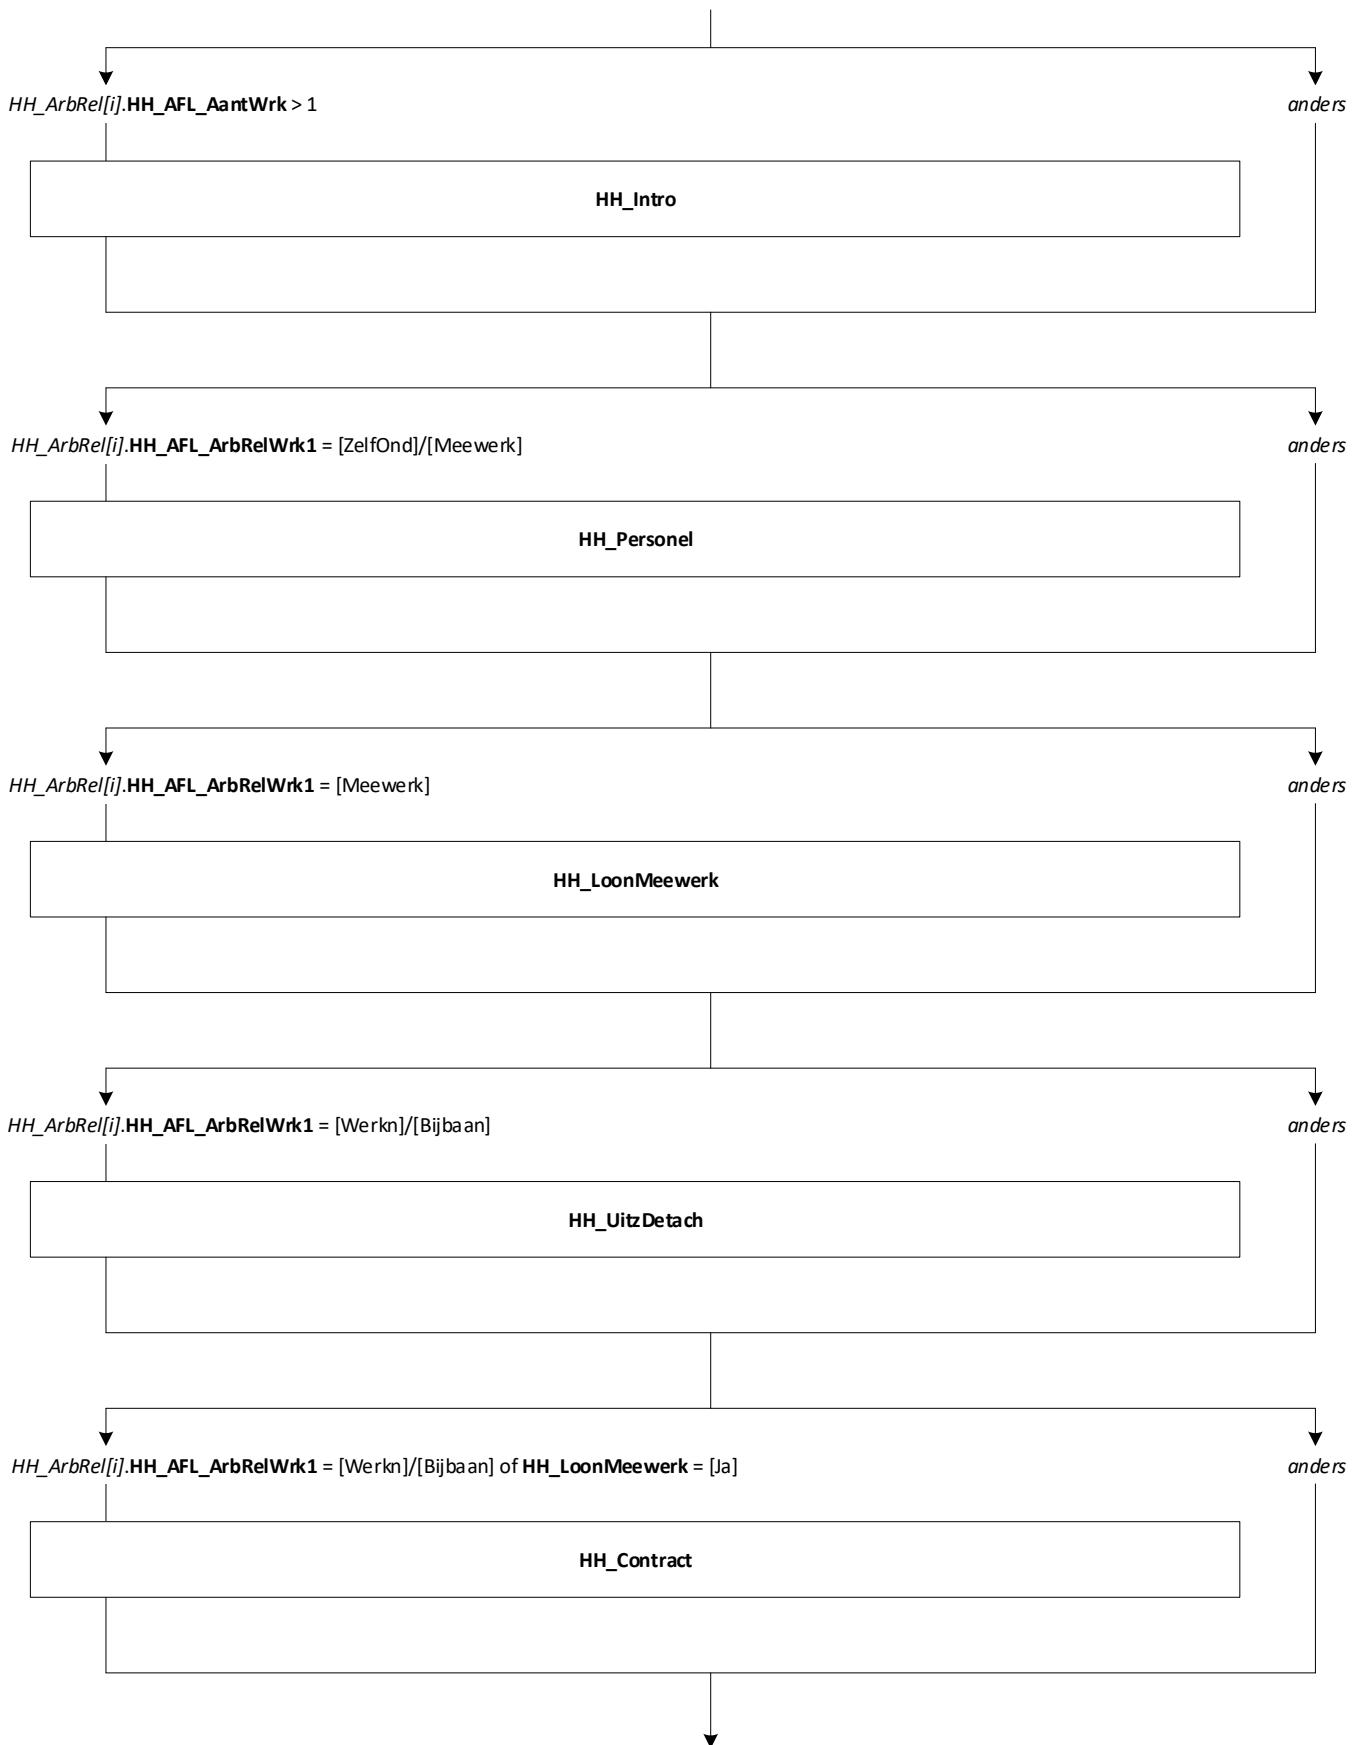 HH_ArbRel[i].HH_AFL_AantWrk > 1 anders
HH_Intro
HH_ArbRel[i].HH_AFL_ArbRelWrk1 = [ZelfOnd]/[Meewerk] anders
HH_Personel
HH_ArbRel[i].HH_AFL_ArbRelWrk1 = [Meewerk] anders
HH_LoonMeewerk
HH_ArbRel[i].HH_AFL_ArbRelWrk1 = [Werkn]/[Bijbaan] anders
HH_UitzDetach
HH_ArbRel[i].HH_AFL_ArbRelWrk1 = [Werkn]/[Bijbaan] of HH_LoonMeewerk = [Ja] anders
HH_Contract